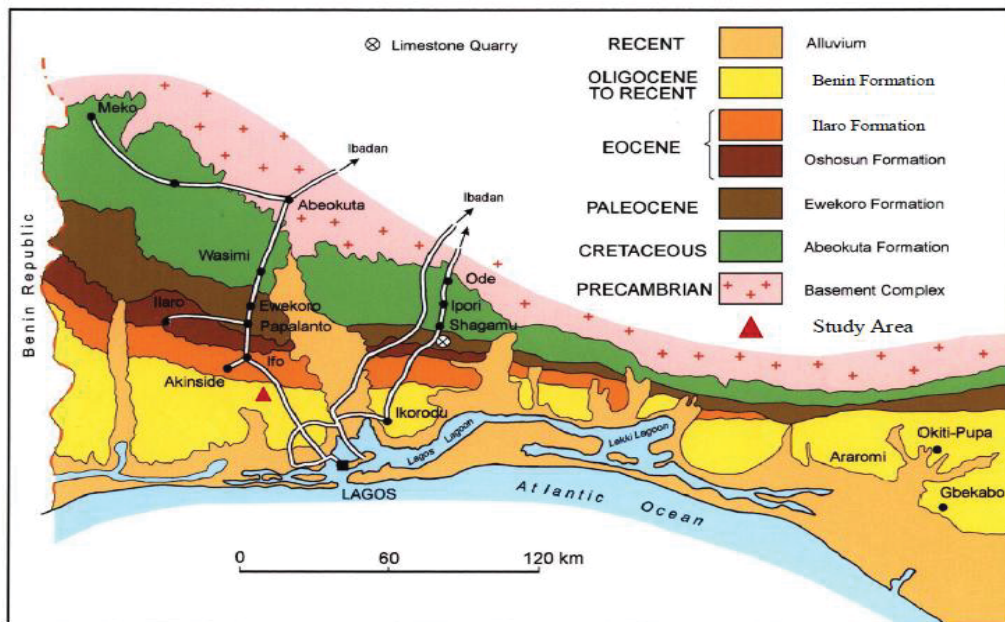 Limestone Quarry
RECENT
Alluvium
OLIGOCENE
TO RECENT
Benin Formation
EOCENE
Ilaro Formation
Oshosun Formation
PALEOCENE
Ewekoro Formation
CRETACEOUS
Abeokuta Formation
PRECAMBRIAN
Basement Complex
Study Area
Benin Republic
Meko
Ibadan
Abeokuta
Ibadan
Wasimi
Ode
Ewekoro
Ipori
Ilaro
Papalanto
Shagamu
Ifo
Akinside
Ikorodu
Lagos Lagoon
Lekki Lagoon
Okiti-Pupa
Araromi
Gbekabo
LAGOS
Atlantic Ocean
0 60 120 km